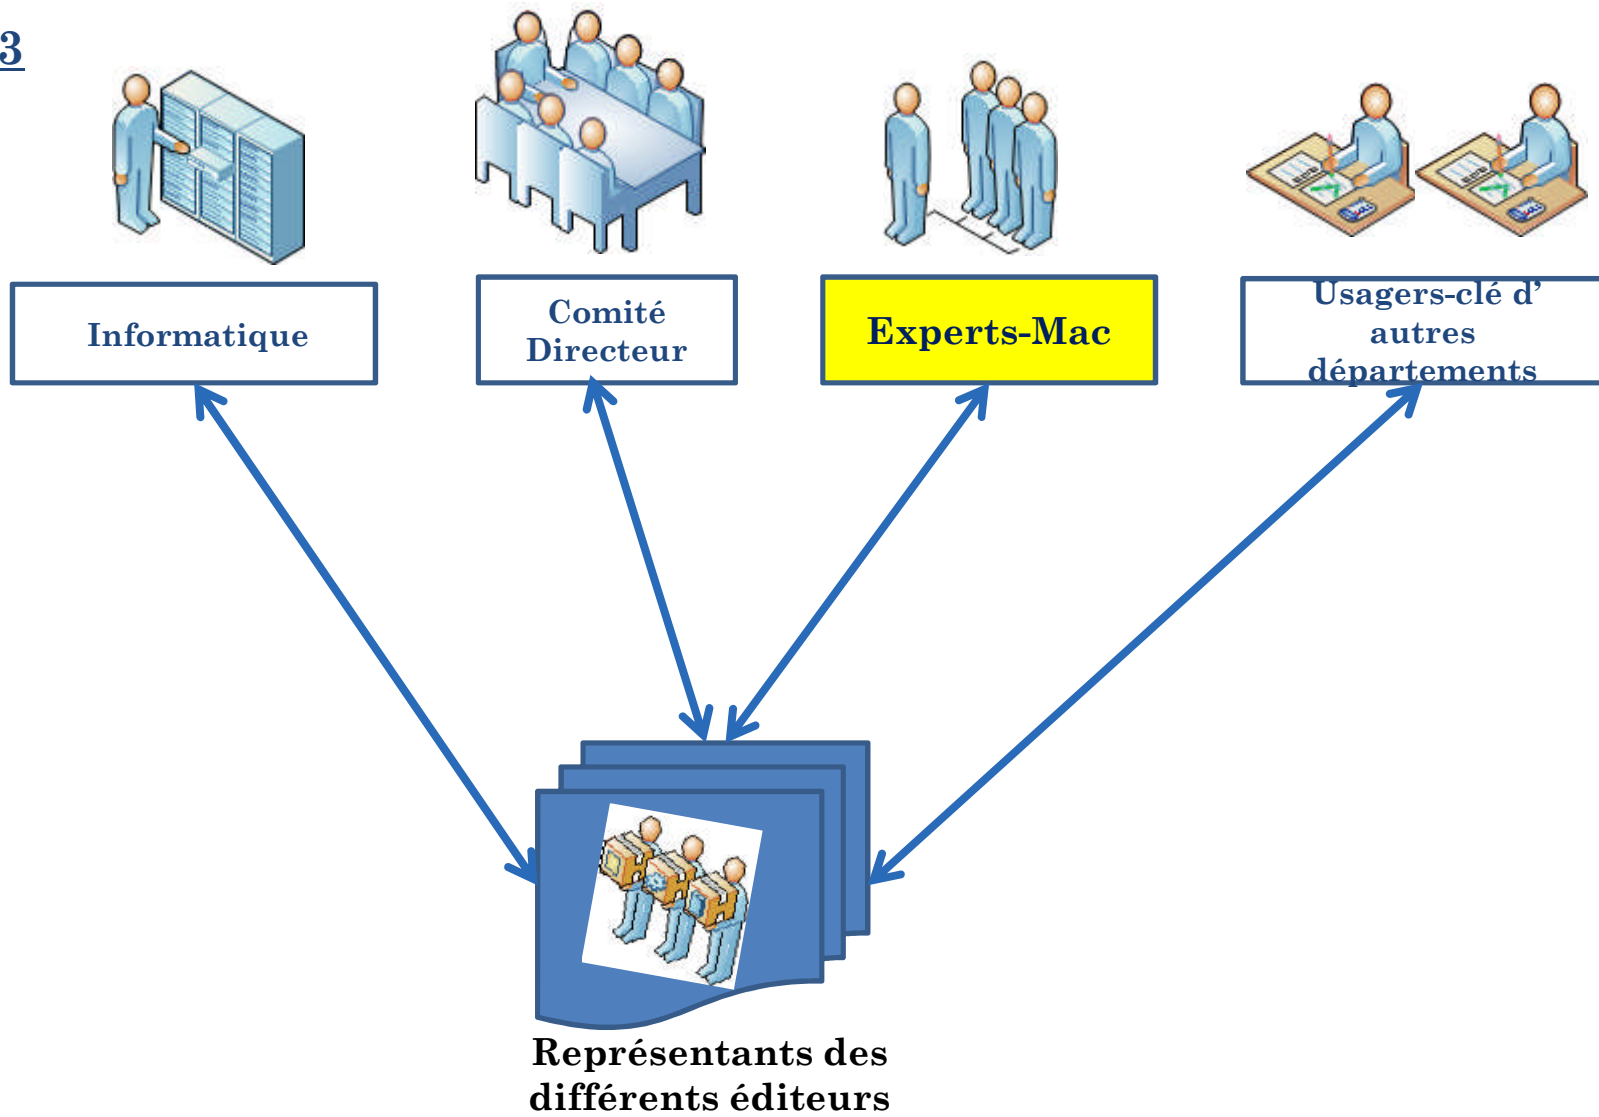 3
Informatique
Comité
Directeur
Experts-Mac
Usagers-clé d’
autres
départements
Représentants des
différents éditeurs